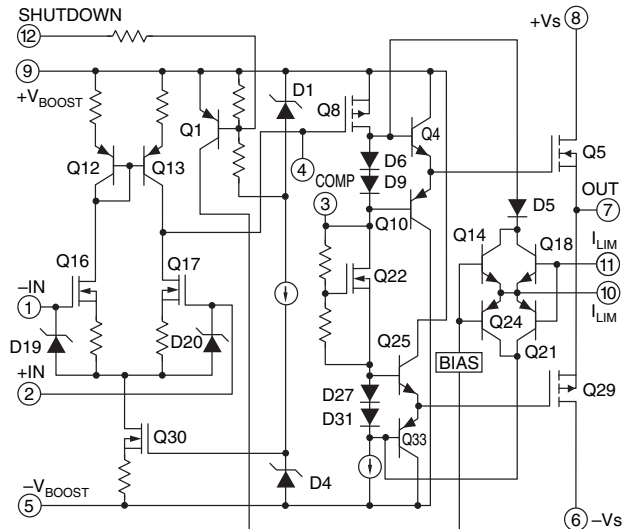 SHUTDOWN
12
+Vs 8
9
+VBOOST
D1
Q1
Q8
Q4
Q12
Q13
4
D6
D9
Q5
COMP
3
Q10
OUT
7
D5
Q14
Q18
ILIM
11
10
ILIM
Q16
Q17
Q22
–IN
1
D19
D20
Q24
Q21
+IN
2
Q25
BIAS
D27
D31
Q29
Q30
Q33
D4
–VBOOST
5
6 –Vs